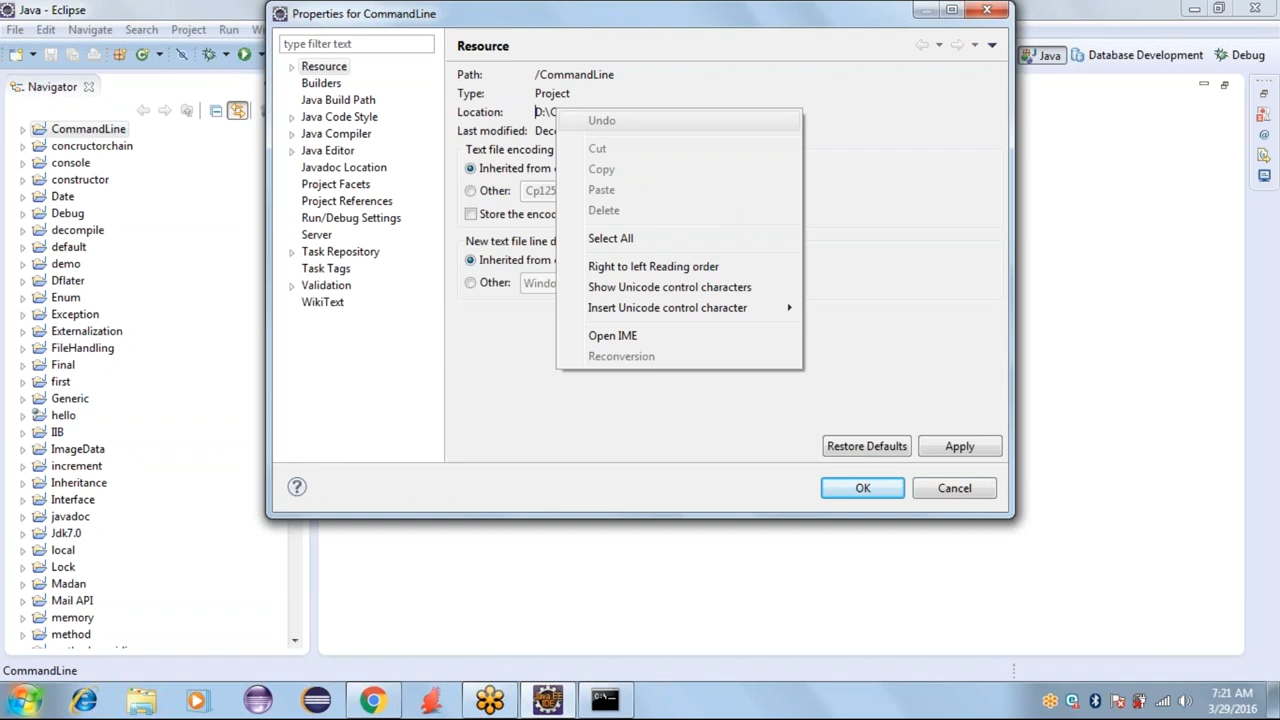 Java - Eclipse
File Edit Navigate Search Project Run
Java Database Development Debug
Navigator
CommandLine
concructorchain
console
constructor
Date
Debug
decompile
default
demo
Dflater
Enum
Exception
Externalization
FileHandling
Final
first
Generic
hello
IIB
ImageData
increment
Inheritance
Interface
javadoc
Jdk7.0
local
Lock
Madan
Mail API
memory
method
CommandLine
Properties for CommandLine
type filter text
Resource
Builders
Java Build Path
Java Code Style
Java Compiler
Java Editor
Javadoc Location
Project Facets
Project References
Run/Debug Settings
Server
Task Repository
Task Tags
Validation
WikiText
Resource
Path: /CommandLine
Type: Project
Location: D:\C
Last modified: Dece
Text file encoding
Inherited from
Other: Cp125
Store the enco
New text file line d
Inherited from
Other: Windo
Undo
Cut
Copy
Paste
Delete
Select All
Right to left Reading order
Show Unicode control characters
Insert Unicode control character
Open IME
Reconversion
Restore Defaults Apply
OK Cancel
7:21 AM
3/29/2016